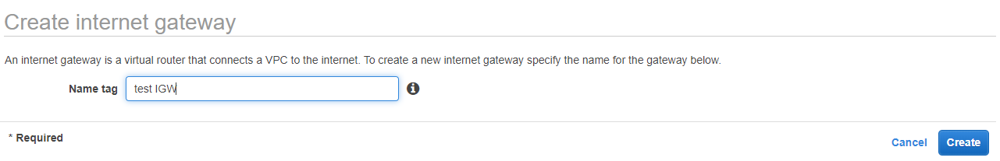 Create internet gateway
An internet gateway is a virtual router that connects a VPC to the internet. To create a new internet gateway specify the name for the gateway below.
Name tag test IGW
* Required
Cancel Create